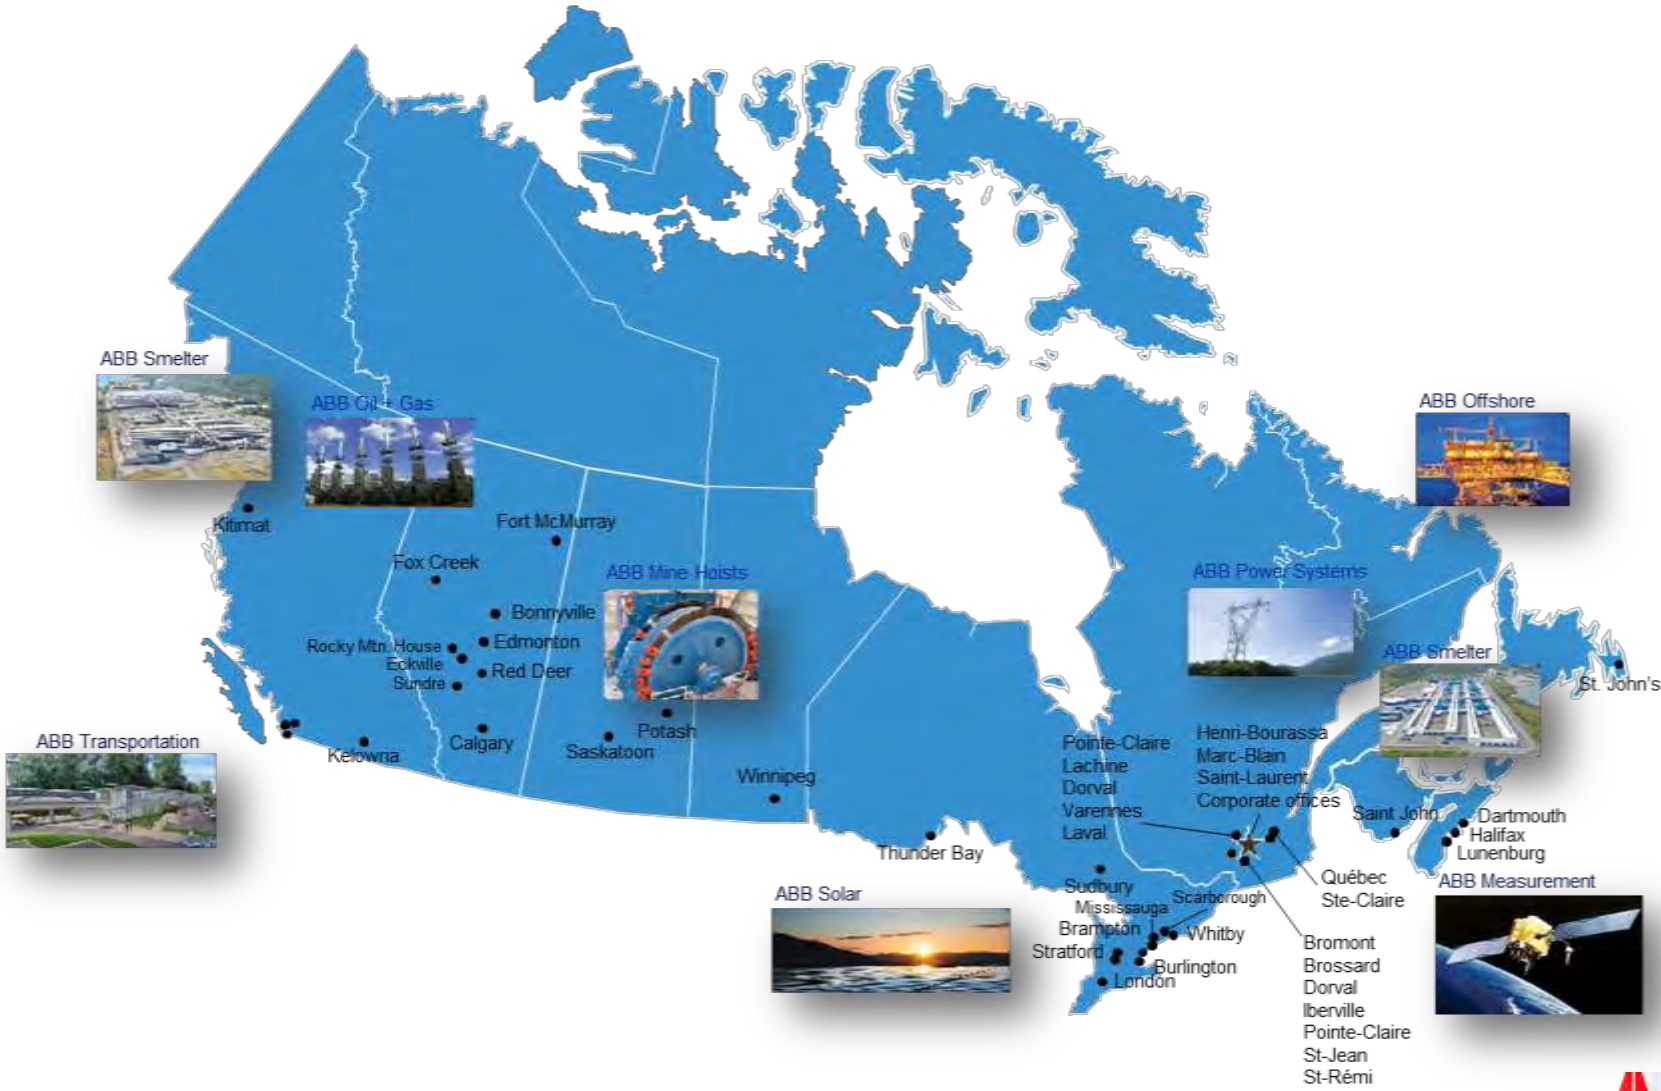 ABB Smelter
ABB Oil + Gas
ABB Offshore
Kitimat
Fort McMurray
Fox Creek
ABB Mine Hoists
ABB Power Systems
Bonnyville
Rocky Mtn. House
Edmonton
Eckville
Red Deer
Sundre
ABB Smelter
St. John's
ABB Transportation
Kelowna
Calgary
Saskatoon
Potash
Winnipeg
Thunder Bay
Pointe-Claire
Lachine
Dorval
Varennes
Laval
Henri-Bourassa
Marc-Blain
Saint-Laurent
Corporate offices
Saint John
Dartmouth
Halifax
Lunenburg
Québec
Ste-Claire
ABB Measurement
ABB Solar
Sudbury
Scarborough
Mississauga
Brampton
Whitby
Stratford
Burlington
London
Bromont
Brossard
Dorval
Iberville
Pointe-Claire
St-Jean
St-Rémi